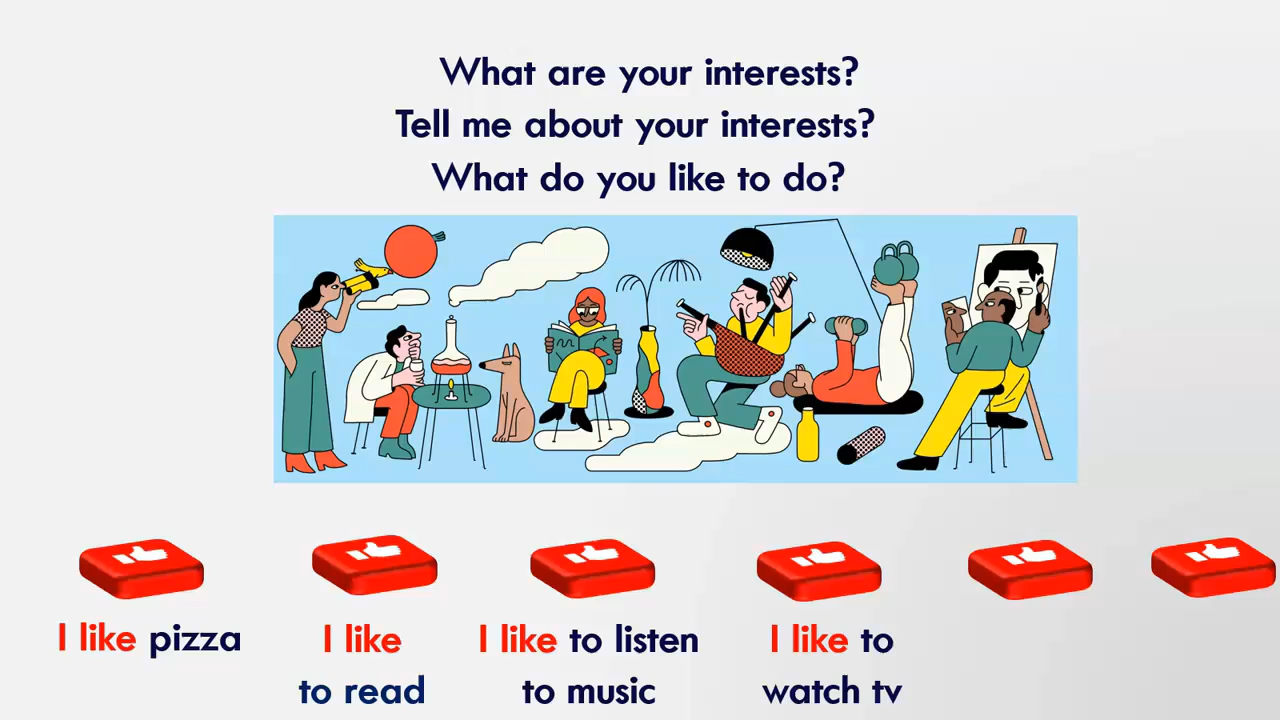 What are your interests?
Tell me about your interests?
What do you like to do?
I like pizza
I like
to read
I like to listen
to music
I like to
watch tv